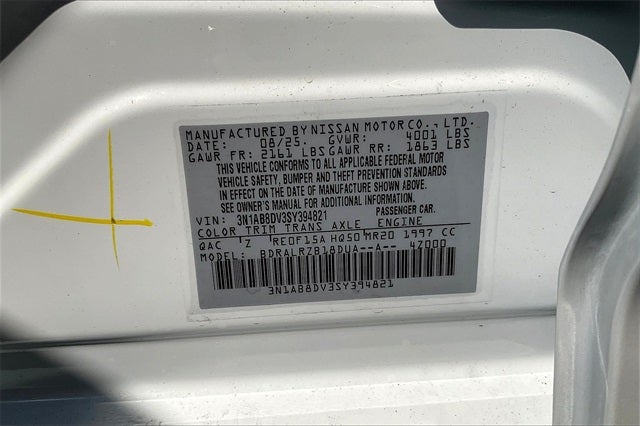 MANUFACTURED BY NISSAN MOTOR CO., LTD.
DATE: 08/25. GVWR: 4001 LBS
GAWR FR: 2161 LBS GAWR RR: 1863 LBS
THIS VEHICLE CONFORMS TO ALL APPLICABLE FEDERAL MOTOR
VEHICLE SAFETY, BUMPER AND THEFT PREVENTION STANDARDS
IN EFFECT ON THE DATE OF MANUFACTURE SHOWN ABOVE.
SEE OWNER'S MANUAL FOR ADDITIONAL INFORMATION.
VIN: 3N1AB8DV3SY394821 PASSENGER CAR.
COLOR TRIM TRANS AXLE ENGINE
QAC Z RE0F15A HQ50 MR20 1997 CC
MODEL: BDRALRZB18DUA--A-- 47000
3N1AB8DV3SY394821